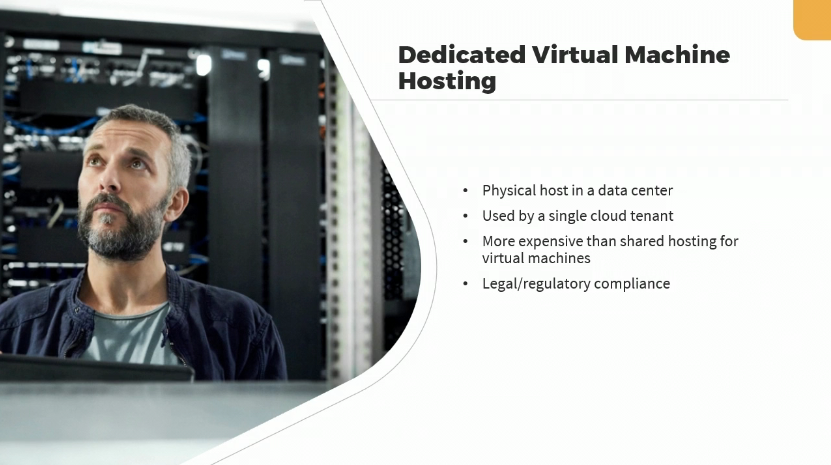 Dedicated Virtual Machine
Hosting
• Physical host in a data center
• Used by a single cloud tenant
• More expensive than shared hosting for
virtual machines
• Legal/regulatory compliance